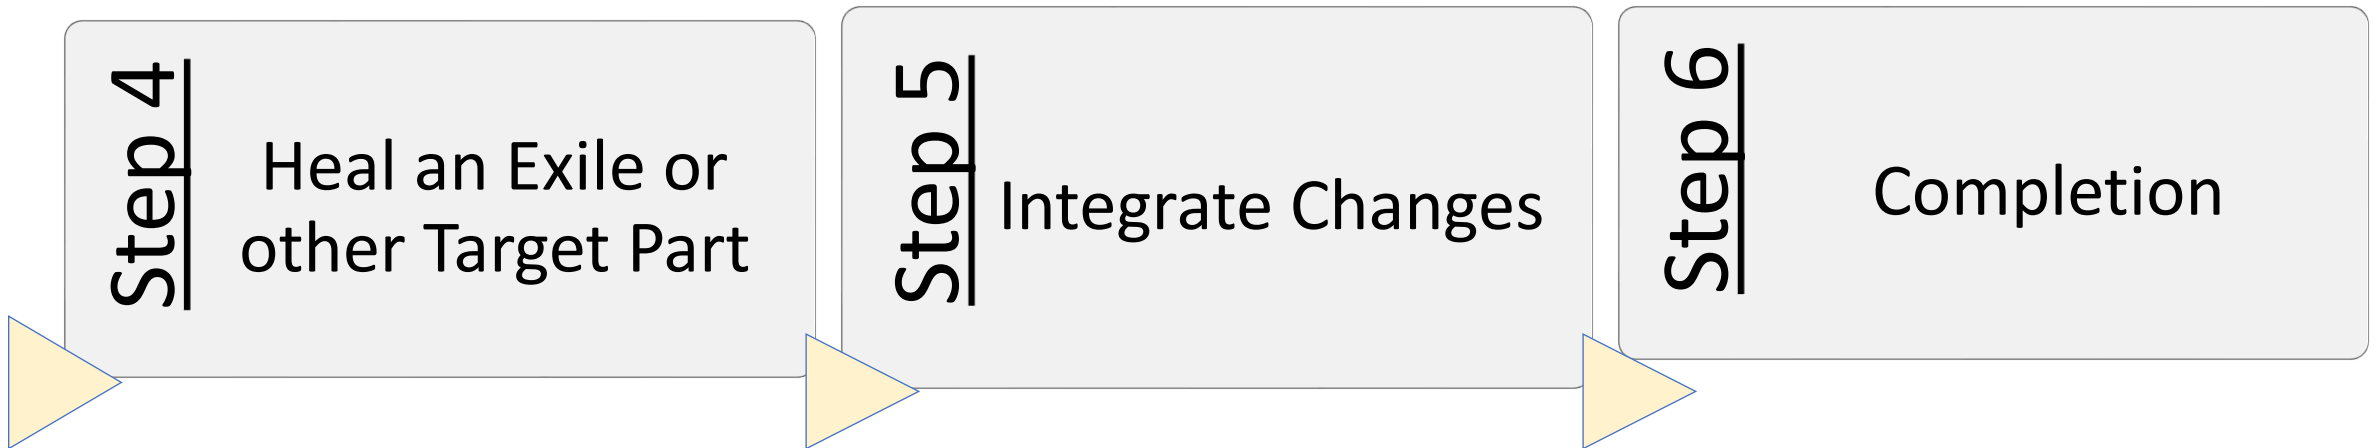 Step 4
Heal an Exile or
other Target Part
Step 5
Integrate Changes
Step 6
Completion